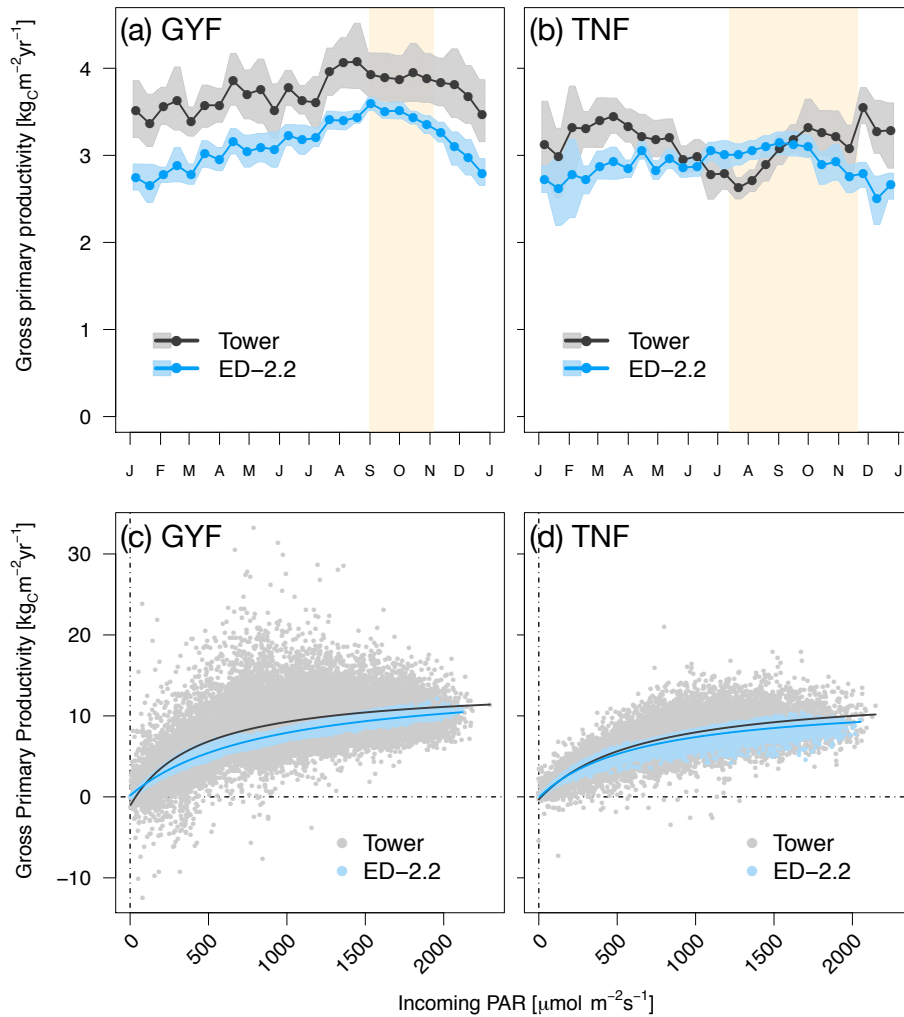 (a) GYF
(b) TNF
Gross primary productivity [kgCm−2yr−1]
4
3
2
1
0
Tower
ED−2.2
Tower
ED−2.2
J F M A M J J A S O N D J
J F M A M J J A S O N D J
(c) GYF
(d) TNF
Gross Primary Productivity [kgCm−2yr−1]
30
20
10
0
−10
Tower
ED−2.2
Tower
ED−2.2
0 500 1000 1500 2000
0 500 1000 1500 2000
Incoming PAR [μmol m−2s−1]